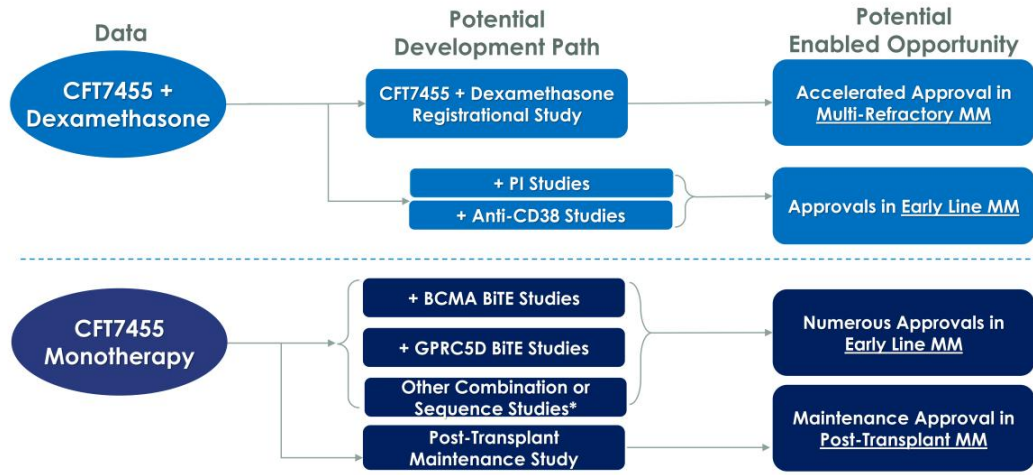 Data
Potential
Development Path
Potential
Enabled Opportunity
CFT7455 +
Dexamethasone
CFT7455 + Dexamethasone
Registrational Study
Accelerated Approval in
Multi-Refractory MM
+ PI Studies
+ Anti-CD38 Studies
Approvals in Early Line MM
CFT7455
Monotherapy
+ BCMA BiTE Studies
+ GPRC5D BiTE Studies
Other Combination or
Sequence Studies*
Post-Transplant
Maintenance Study
Numerous Approvals in
Early Line MM
Maintenance Approval in
Post-Transplant MM